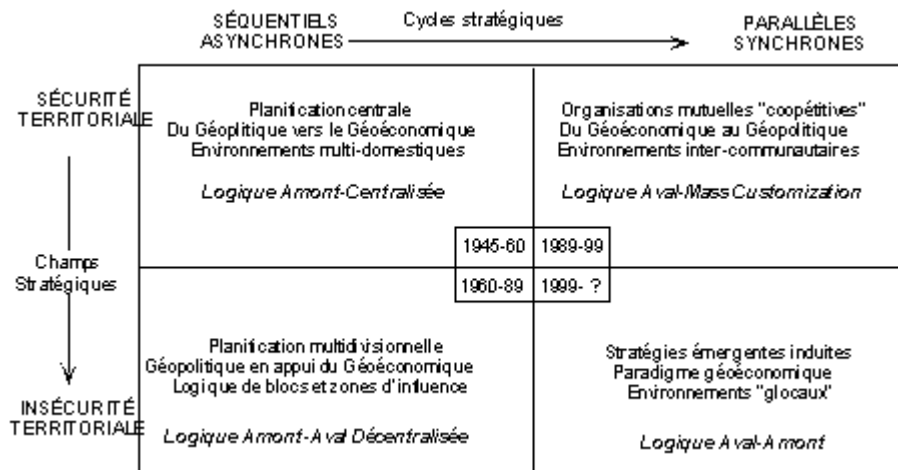 SÉQUENTIELS
ASYNCHRONES
Cycles stratégiques
PARALLÈLES
SYNCHRONES
SÉCURITÉ
TERRITORIALE
Planification centrale
Du Géoplitique vers le Géoéconomique
Environnements multi-domestiques
Logique Amont-Centralisée
Organisations mutuelles "coopétitives"
Du Géoéconomique au Géopolitique
Environnements inter-communautaires
Logique Aval-Mass Customization
1945-60
1989-99
Champs
Stratégiques
1960-89
1999- ?
Planification multidivisionnelle
Géopolitique en appui du Géoéconomique
Logique de blocs et zones d'influence
Logique Amont-Aval Décentralisée
Stratégies émergentes induites
Paradigme géoéconomique
Environnements "glocaux"
Logique Aval-Amont
INSÉCURITÉ
TERRITORIALE